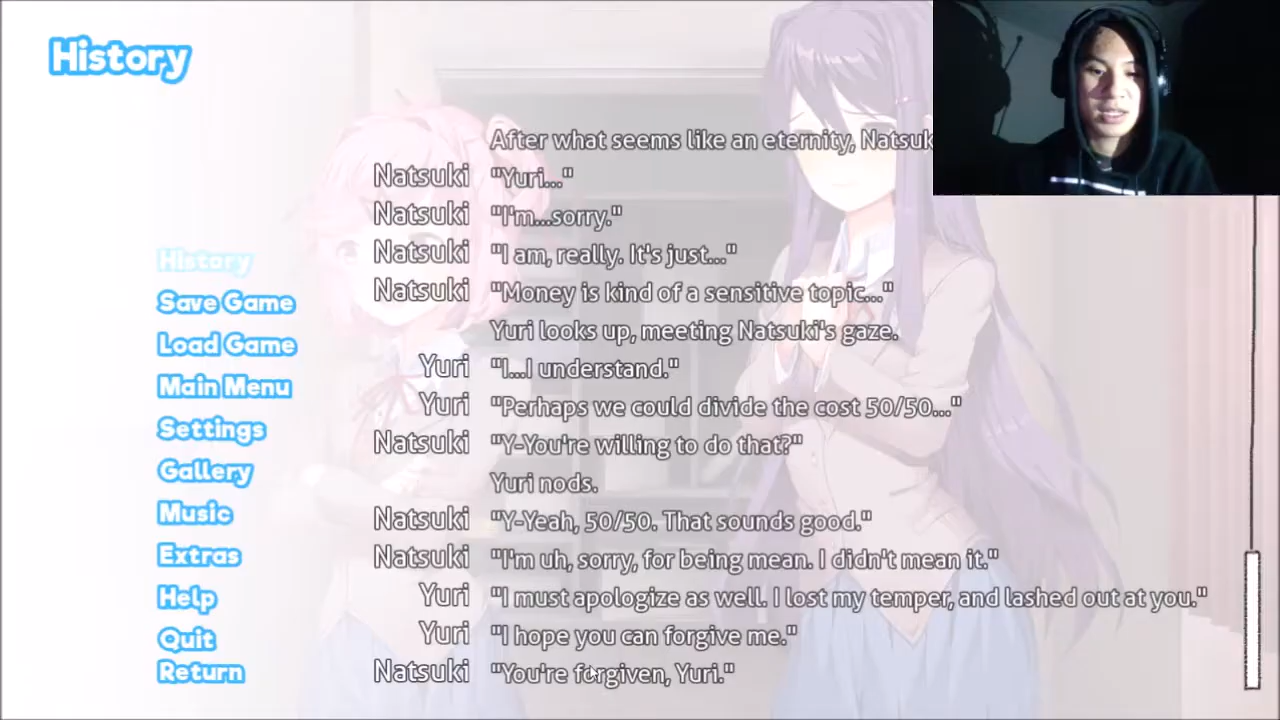 History
After what seems like an eternity, Natsuk
Natsuki "Yuri..."
Natsuki "I'm...sorry."
Natsuki "I am, really. It's just..."
Natsuki "Money is kind of a sensitive topic..."
Yuri looks up, meeting Natsuki's gaze.
Yuri "I...I understand."
Yuri "Perhaps we could divide the cost 50/50..."
Natsuki "Y-You're willing to do that?"
Yuri nods.
Natsuki "Y-Yeah, 50/50. That sounds good."
Natsuki "I'm uh, sorry, for being mean. I didn't mean it."
Yuri "I must apologize as well. I lost my temper, and lashed out at you."
Yuri "I hope you can forgive me."
Natsuki "You're forgiven, Yuri."
History
Save Game
Load Game
Main Menu
Settings
Gallery
Music
Extras
Help
Quit
Return